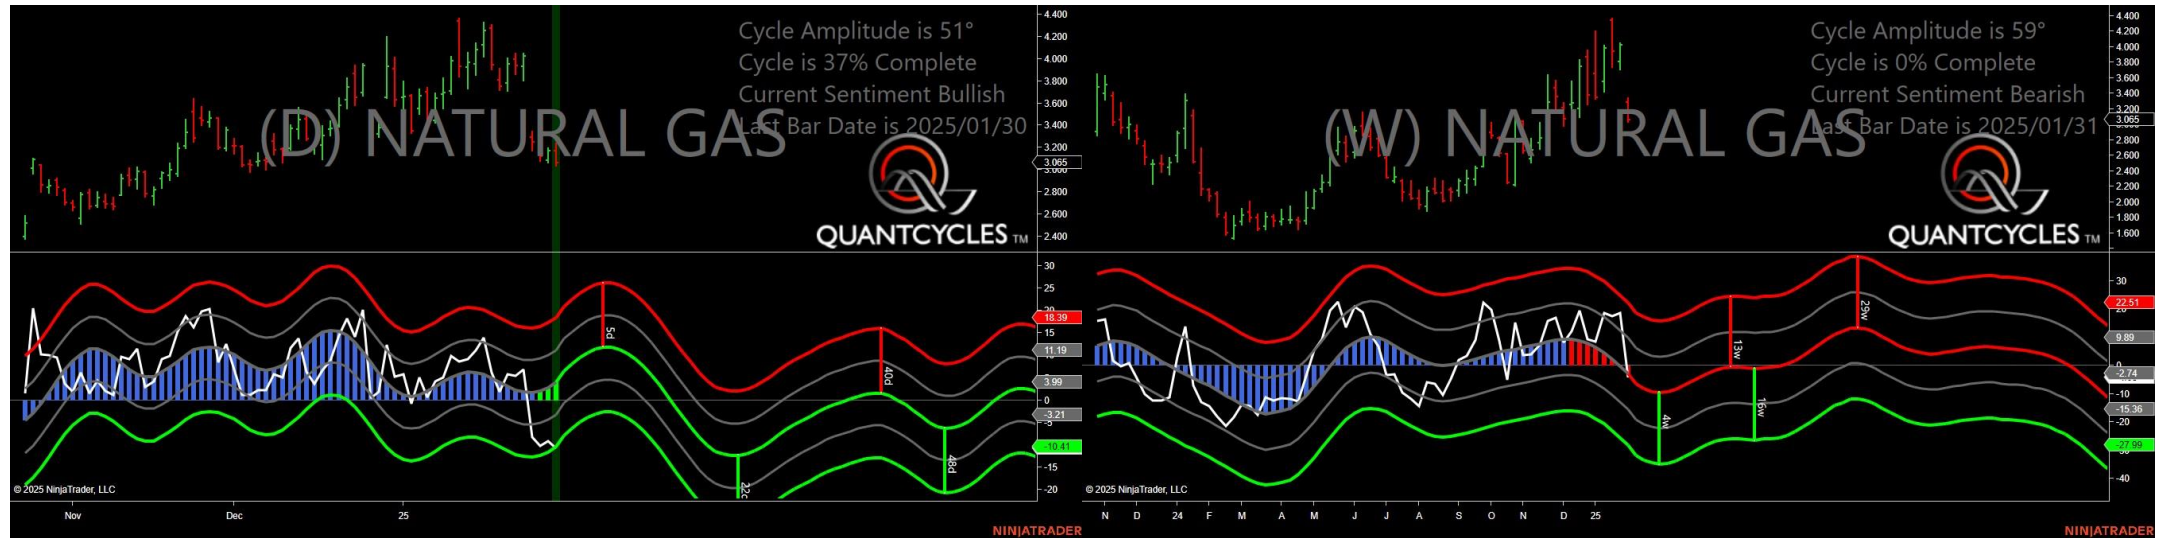 Cycle Amplitude is 51°
Cycle is 37% Complete
Current Sentiment Bullish
Last Bar Date is 2025/01/30
(D) NATURAL GAS
QUANTCYCLES TM
4.400
4.200
4.000
3.800
3.600
3.400
3.200
3.065
3.000
2.800
2.600
2.400
30
25
18.39
15
11.19
3.99
0
-3.21
-5
-10.41
-15
-20
5d
40d
48d
© 2025 NinjaTrader, LLC
Nov
Dec
25
NINJATRADER
Cycle Amplitude is 59°
Cycle is 0% Complete
Current Sentiment Bearish
Last Bar Date is 2025/01/31
(W) NATURAL GAS
QUANTCYCLES TM
4.400
4.200
4.000
3.800
3.600
3.400
3.200
3.065
2.800
2.600
2.400
2.200
2.000
1.800
1.600
30
22.51
20
9.89
0
-2.74
-10
-15.36
-20
-27.99
-40
13w
29w
4w
16w
© 2025 NinjaTrader, LLC
N
D
24
F
M
A
M
J
J
A
S
O
N
D
25
NINJATRADER